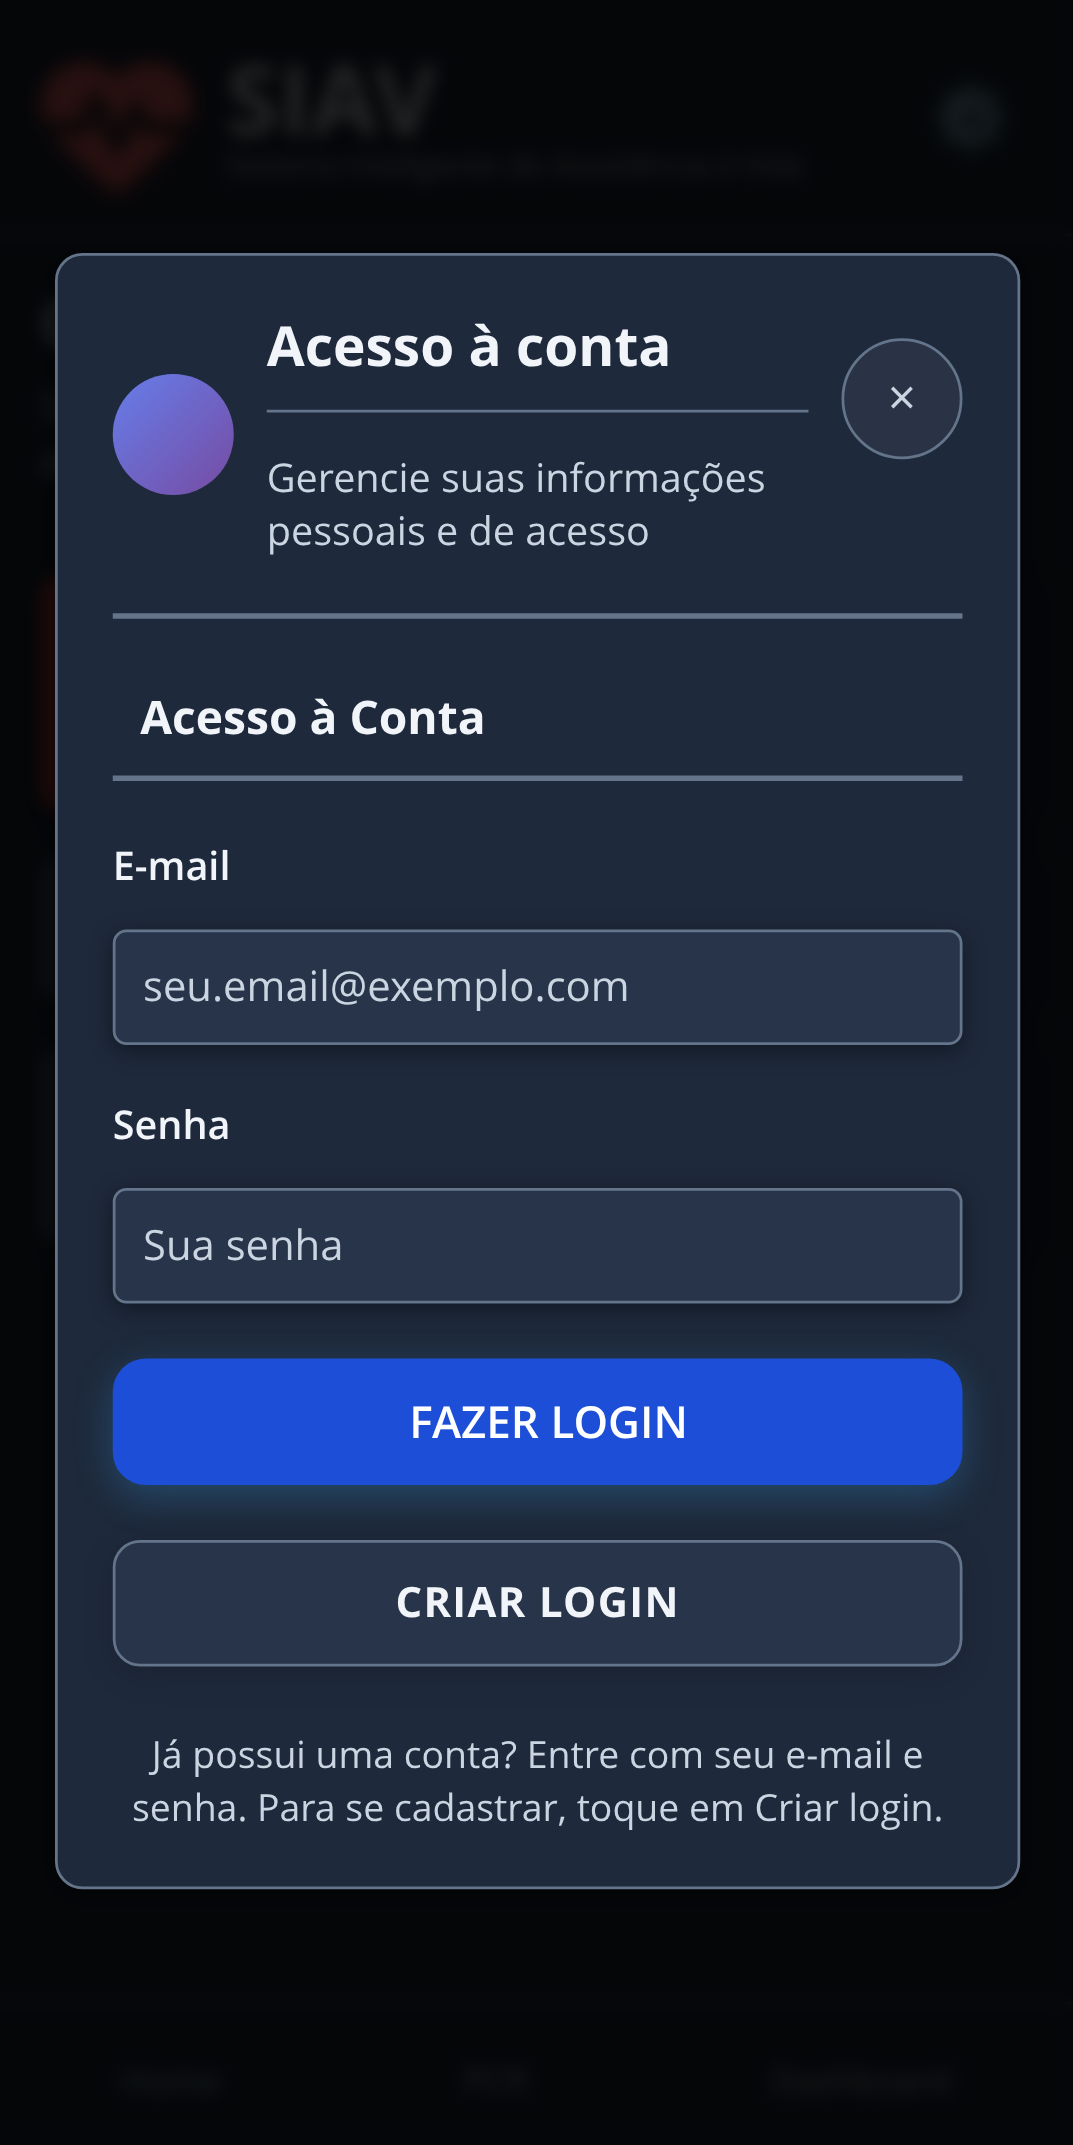 SIAV
Acesso à conta
×
Gerencie suas informações
pessoais e de acesso
Acesso à Conta
E-mail
seu.email@exemplo.com
Senha
Sua senha
FAZER LOGIN
CRIAR LOGIN
Já possui uma conta? Entre com seu e-mail e
senha. Para se cadastrar, toque em Criar login.
Home
Dashboard